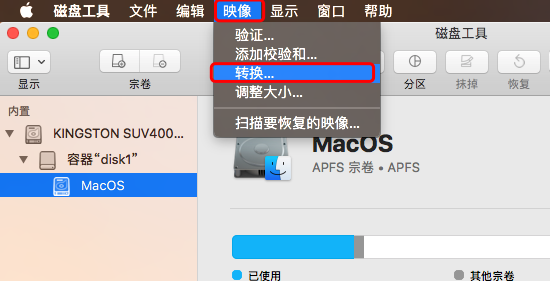 磁盘工具 文件 编辑 映像 显示 窗口 帮助
验证...
添加校验和...
转换...
调整大小...
扫描要恢复的映像...
磁盘工具
显示 宗卷 分区 抹掉 恢复
内置
KINGSTON SUV400...
容器“disk1”
MacOS
MacOS
APFS 宗卷 • APFS
已使用 其他宗卷